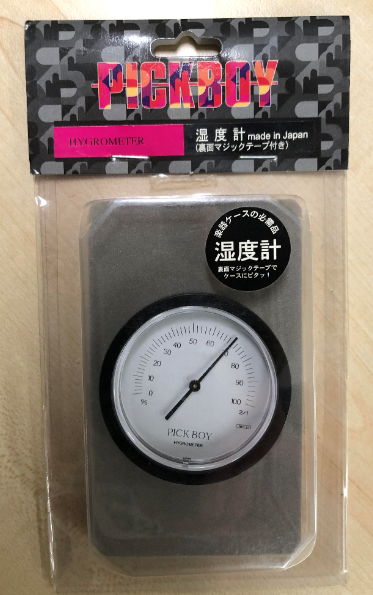 PICKBOY
HYGROMETER
湿度計 made in Japan
(裏面マジックテープ付き)
楽器ケースの必需品
湿度計
裏面マジックテープで
ケースにピタッ!
0
10
20
30
40
50
60
80
90
100
%
PICKBOY
HYGROMETER